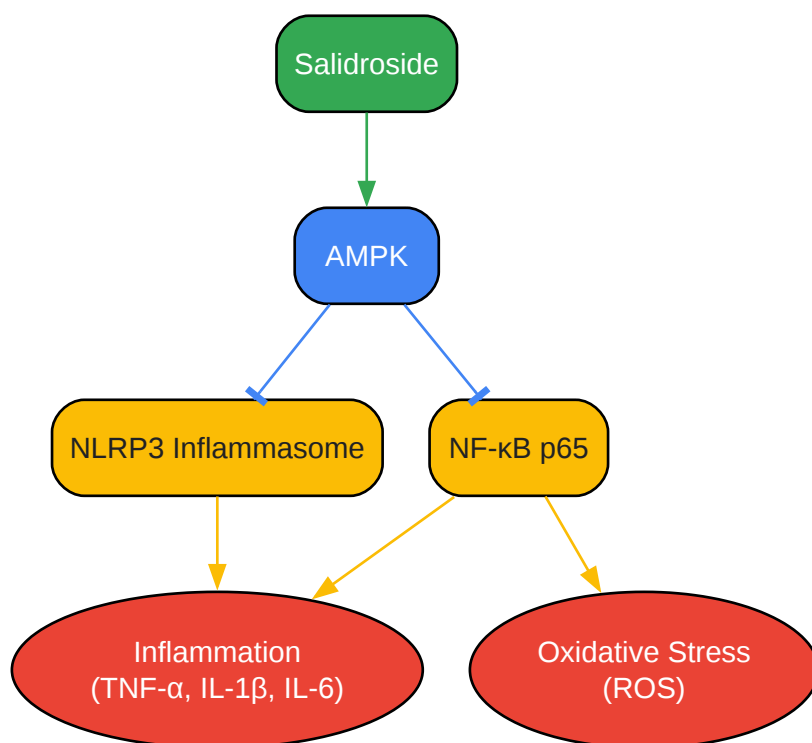 Salidroside
AMPK
NLRP3 Inflammasome
NF-κB p65
Inflammation
(TNF-α, IL-1β, IL-6)
Oxidative Stress
(ROS)